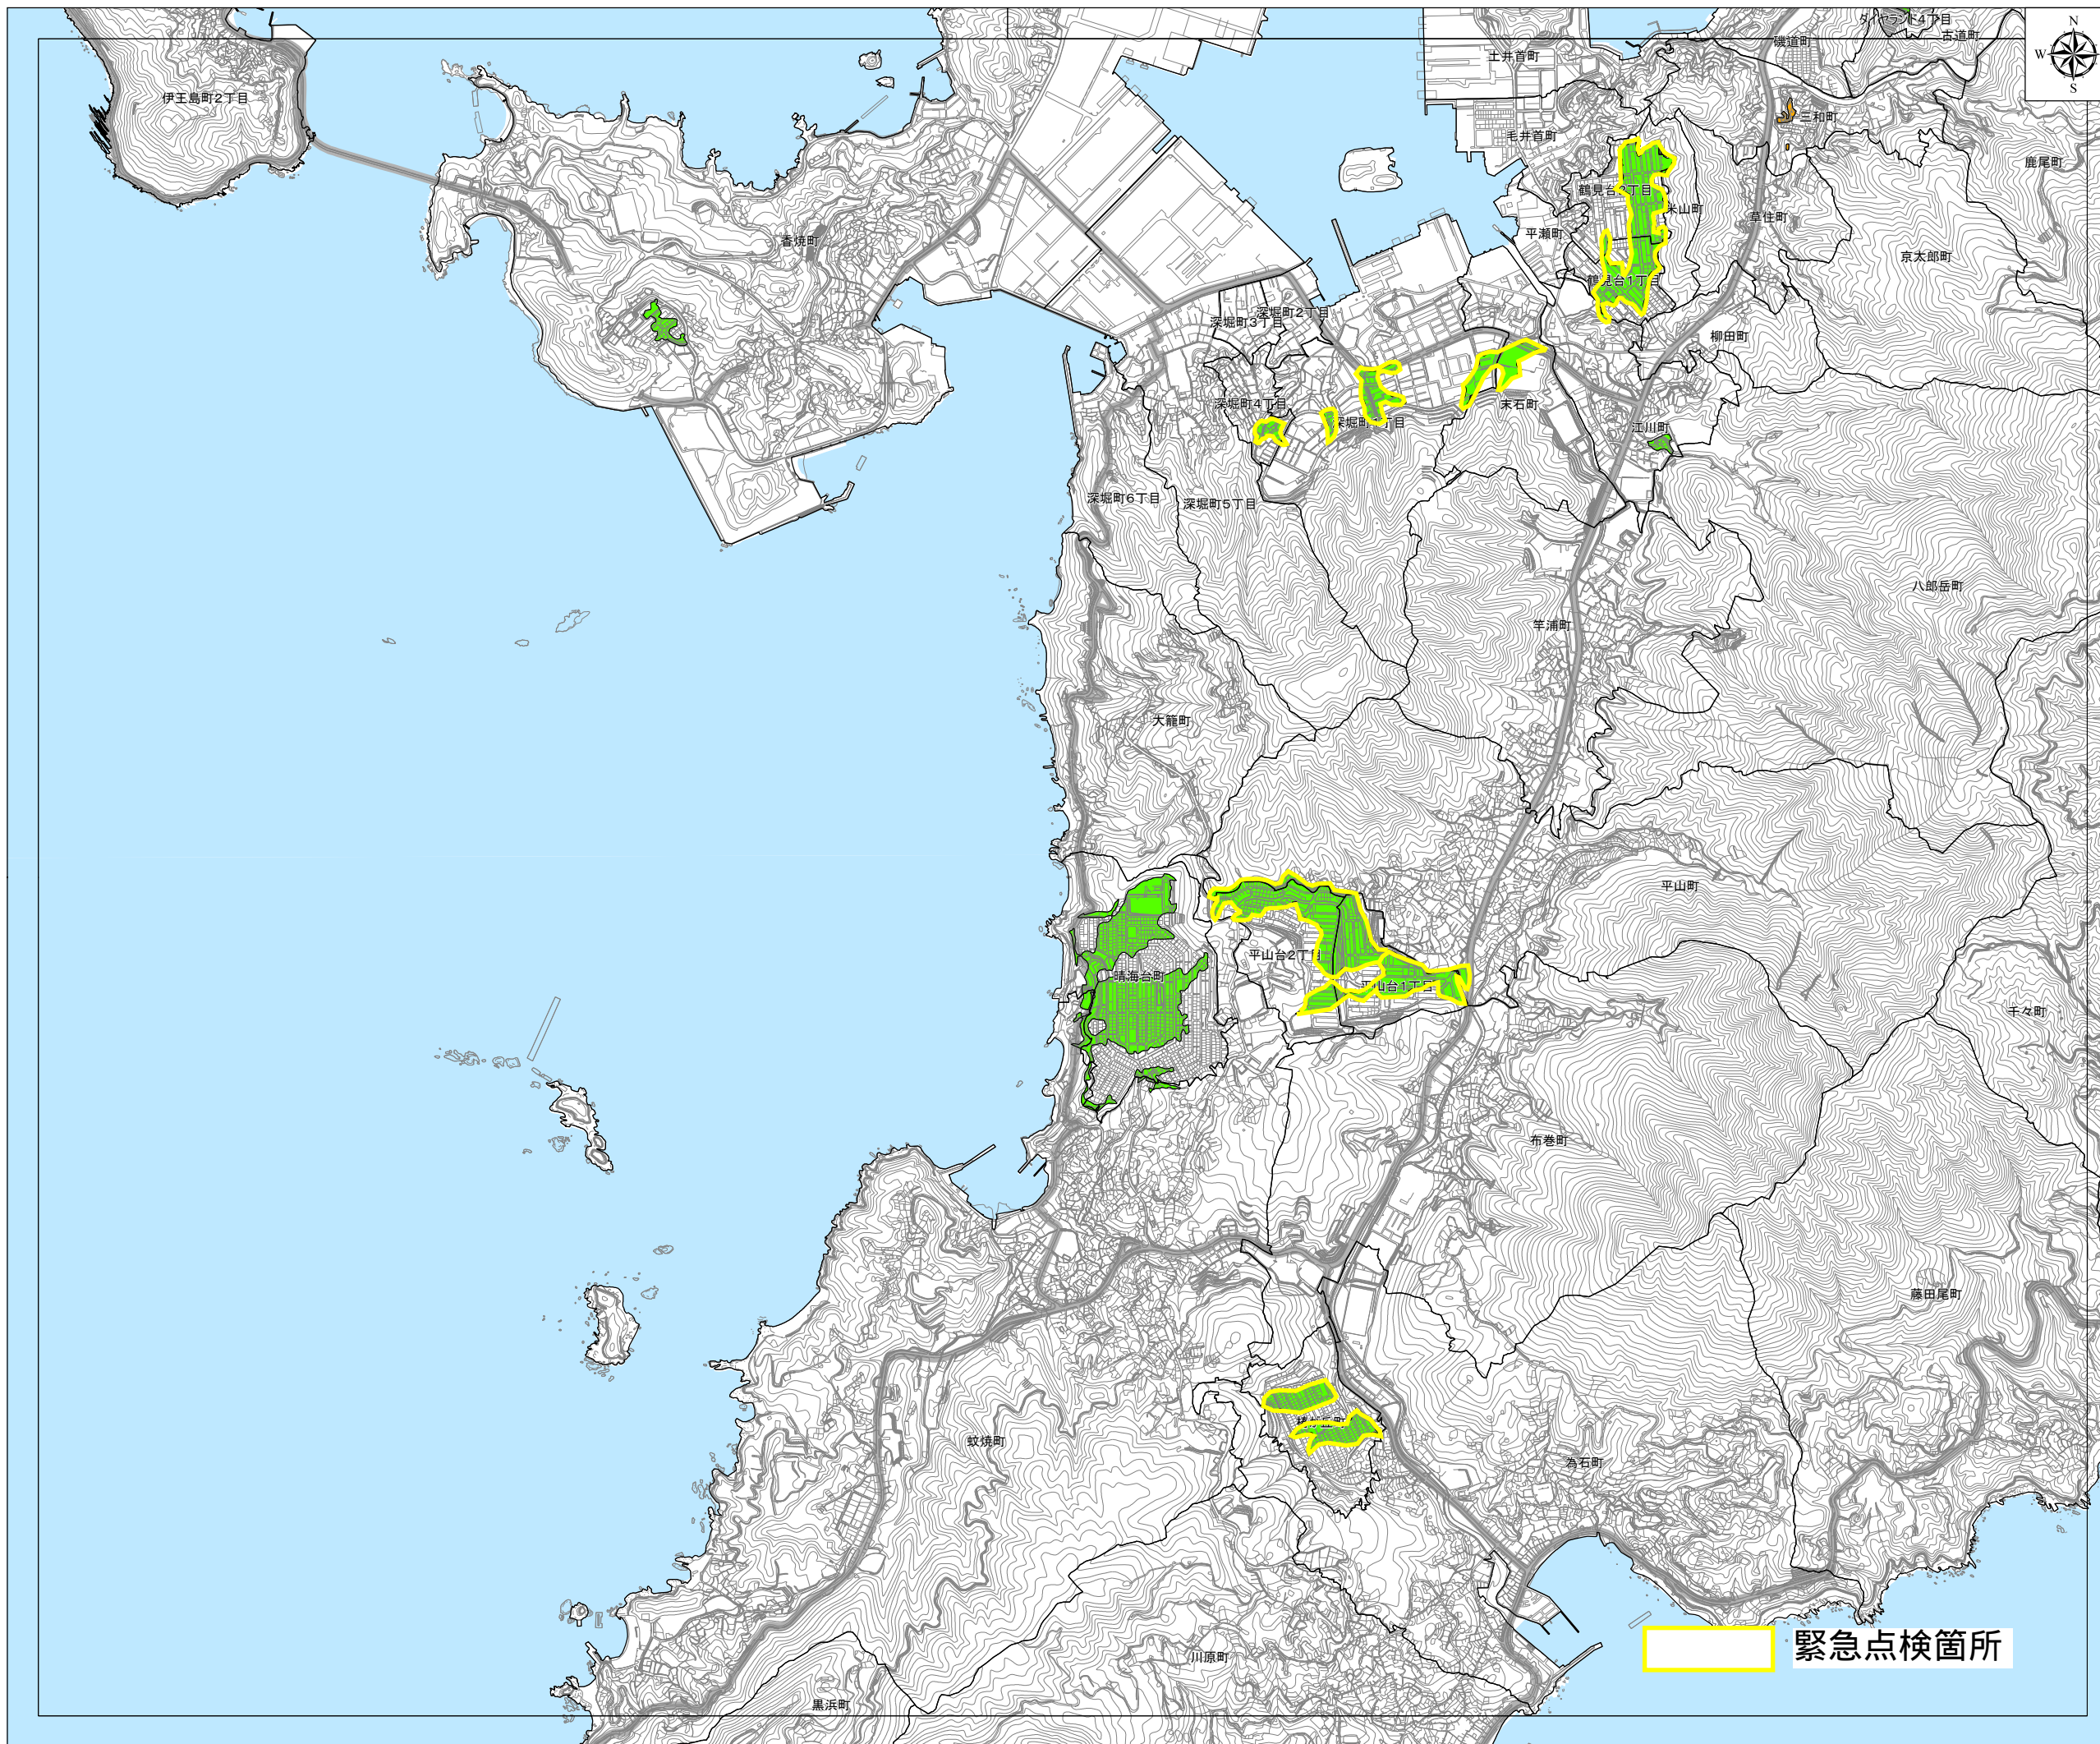 ダイヤランド4丁目
古道町
磯道町
N
W
S
土井首町
伊王島町2丁目
三和町
毛井首町
鹿尾町
鶴見台2丁目
米山町
草住町
平瀬町
香焼町
京太郎町
鶴見台1丁目
深堀町2丁目
深堀町3丁目
柳田町
深堀町4丁目
末石町
深堀町1丁目
江川町
深堀町6丁目
深堀町5丁目
八郎岳町
竿浦町
大籠町
平山町
平山台2丁目
晴海台町
平山台1丁目
千々町
布巻町
藤田尾町
蚊焼町
為石町
緊急点検箇所
川原町
黒浜町